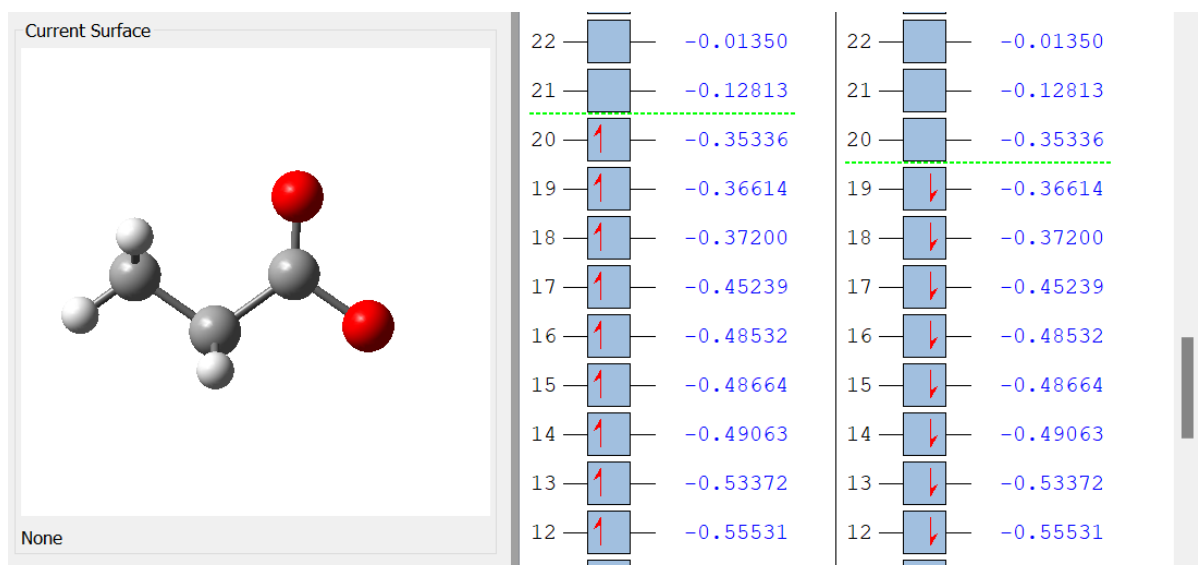 Current Surface
22 -0.01350 22 -0.01350
21 -0.12813 21 -0.12813
20 -0.35336 20 -0.35336
19 -0.36614 19 -0.36614
18 -0.37200 18 -0.37200
17 -0.45239 17 -0.45239
16 -0.48532 16 -0.48532
15 -0.48664 15 -0.48664
14 -0.49063 14 -0.49063
13 -0.53372 13 -0.53372
12 -0.55531 12 -0.55531
None